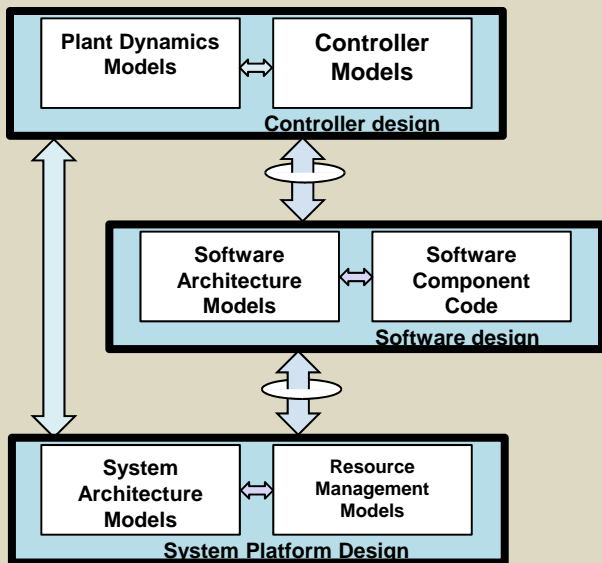 Plant Dynamics
Models
Controller
Models
Controller design
Software
Architecture
Models
Software
Component
Code
Software design
System
Architecture
Models
Resource
Management
Models
System Platform Design